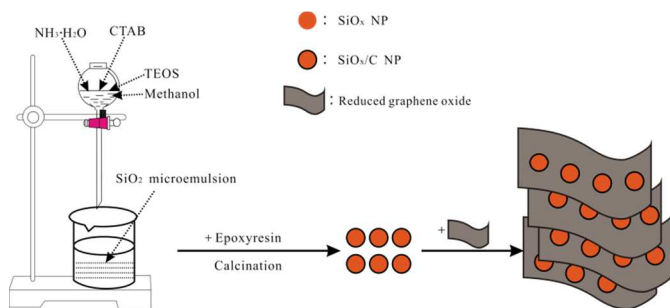 NH₃·H₂O
CTAB
TEOS
Methanol
SiO₂ microemulsion
: SiOₓ NP
: SiOₓ/C NP
: Reduced graphene oxide
+ Epoxyresin
Calcination
+